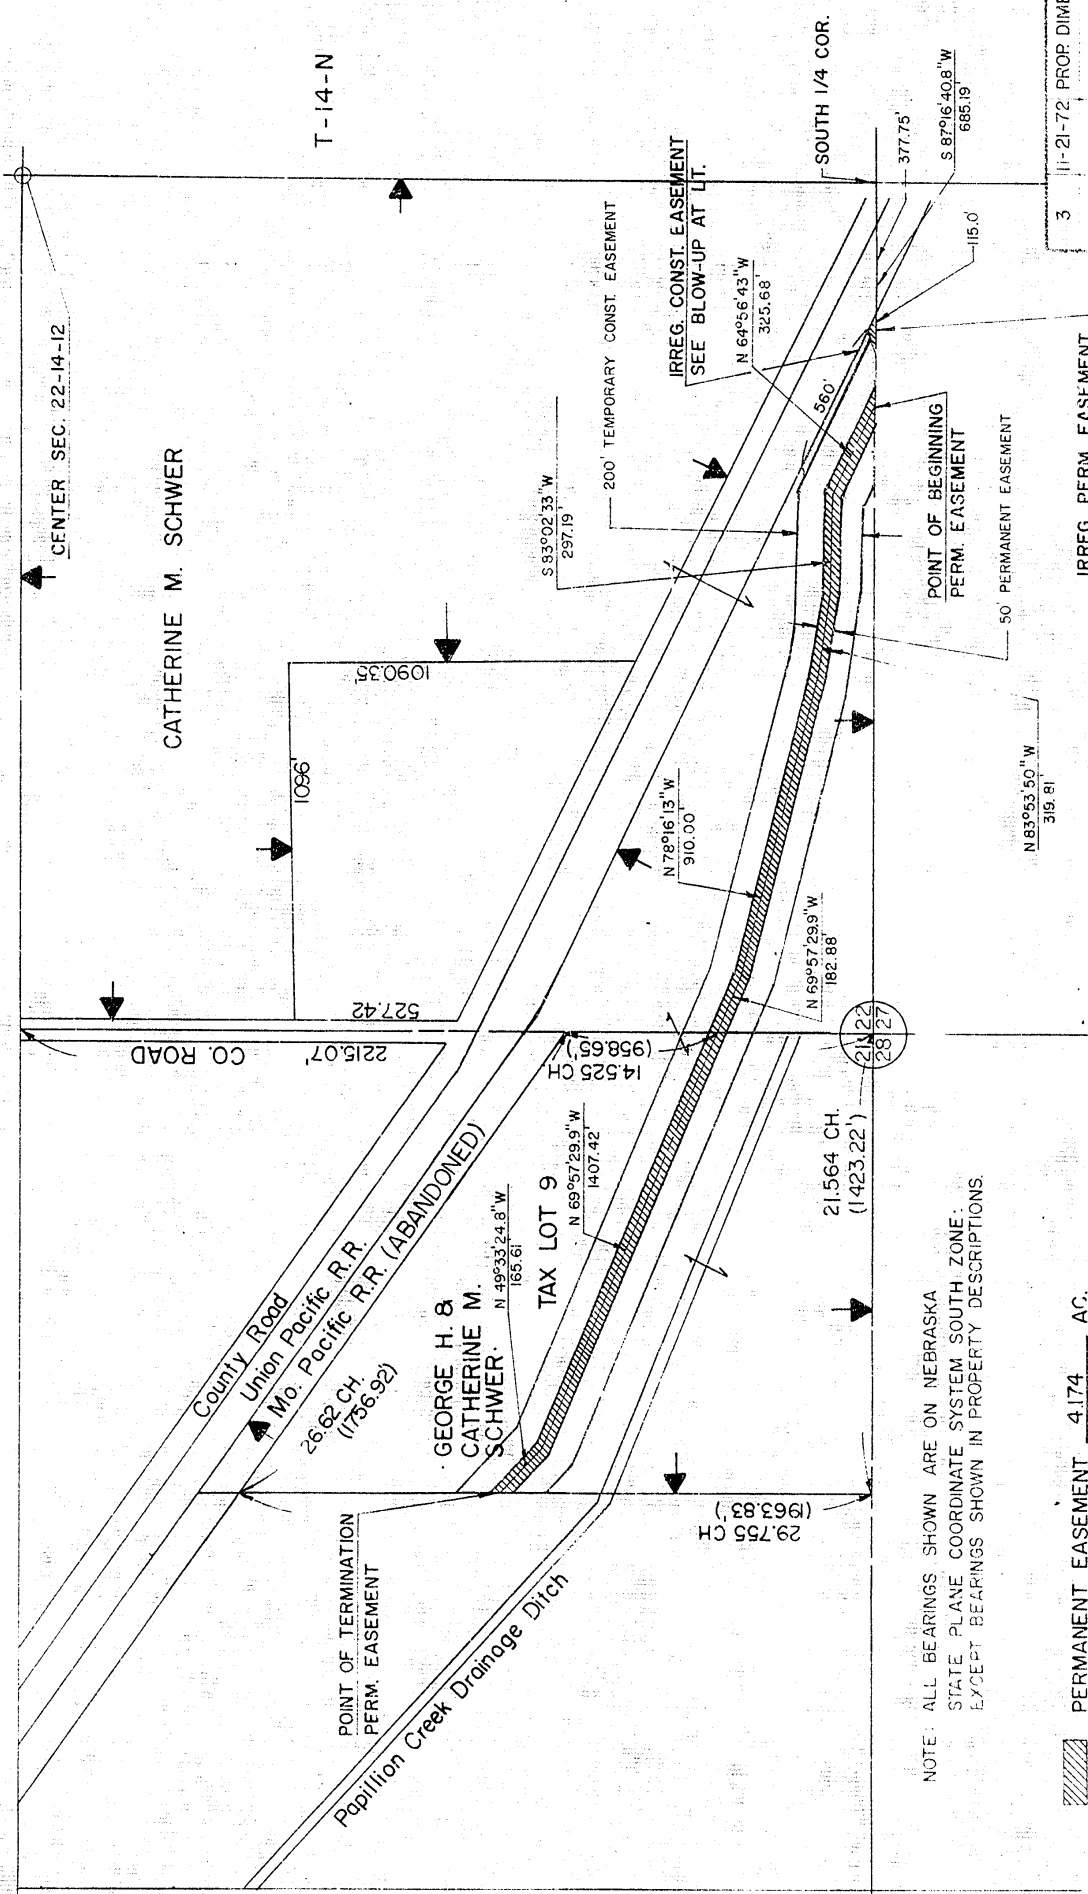 CENTER SEC. 22-14-12
T-14-N
CATHERINE M. SCHWER
1096'
1090.35'
527.42
CO. ROAD
2215.07'
County Road
Union Pacific R.R.
Mo. Pacific R.R. (ABANDONED)
26.62 CH.
(1756.92)
GEORGE H. &
CATHERINE M.
SCHWER.
TAX LOT 9
N 49°33'24.8"W
165.61
N 69°57'29.9"W
1407.42'
14.525 CH.
(958.65')
N 69°57'29.9"W
182.88'
N 78°16'13"W
910.00'
S 83°02'33"W
297.19'
200' TEMPORARY CONST. EASEMENT
IRREG. CONST. EASEMENT
SEE BLOW-UP AT LT.
N 64°56'43"W
325.68'
560'
SOUTH 1/4 COR.
377.75'
S 87°16'40.8"W
685.19'
115.0'
POINT OF BEGINNING
PERM. EASEMENT
50' PERMANENT EASEMENT
N 83°53'50"W
319.81'
IRREG. PERM. EASEMENT
POINT OF TERMINATION
PERM. EASEMENT
Papillion Creek Drainage Ditch
29.755 CH
(1963.83')
21.564 CH.
(1423.22')
21 22
28 27
NOTE: ALL BEARINGS SHOWN ARE ON NEBRASKA
STATE PLANE COORDINATE SYSTEM SOUTH ZONE:
EXCEPT BEARINGS SHOWN IN PROPERTY DESCRIPTIONS.
PERMANENT EASEMENT 4.174 AC.
3 11-21-72 PROP.